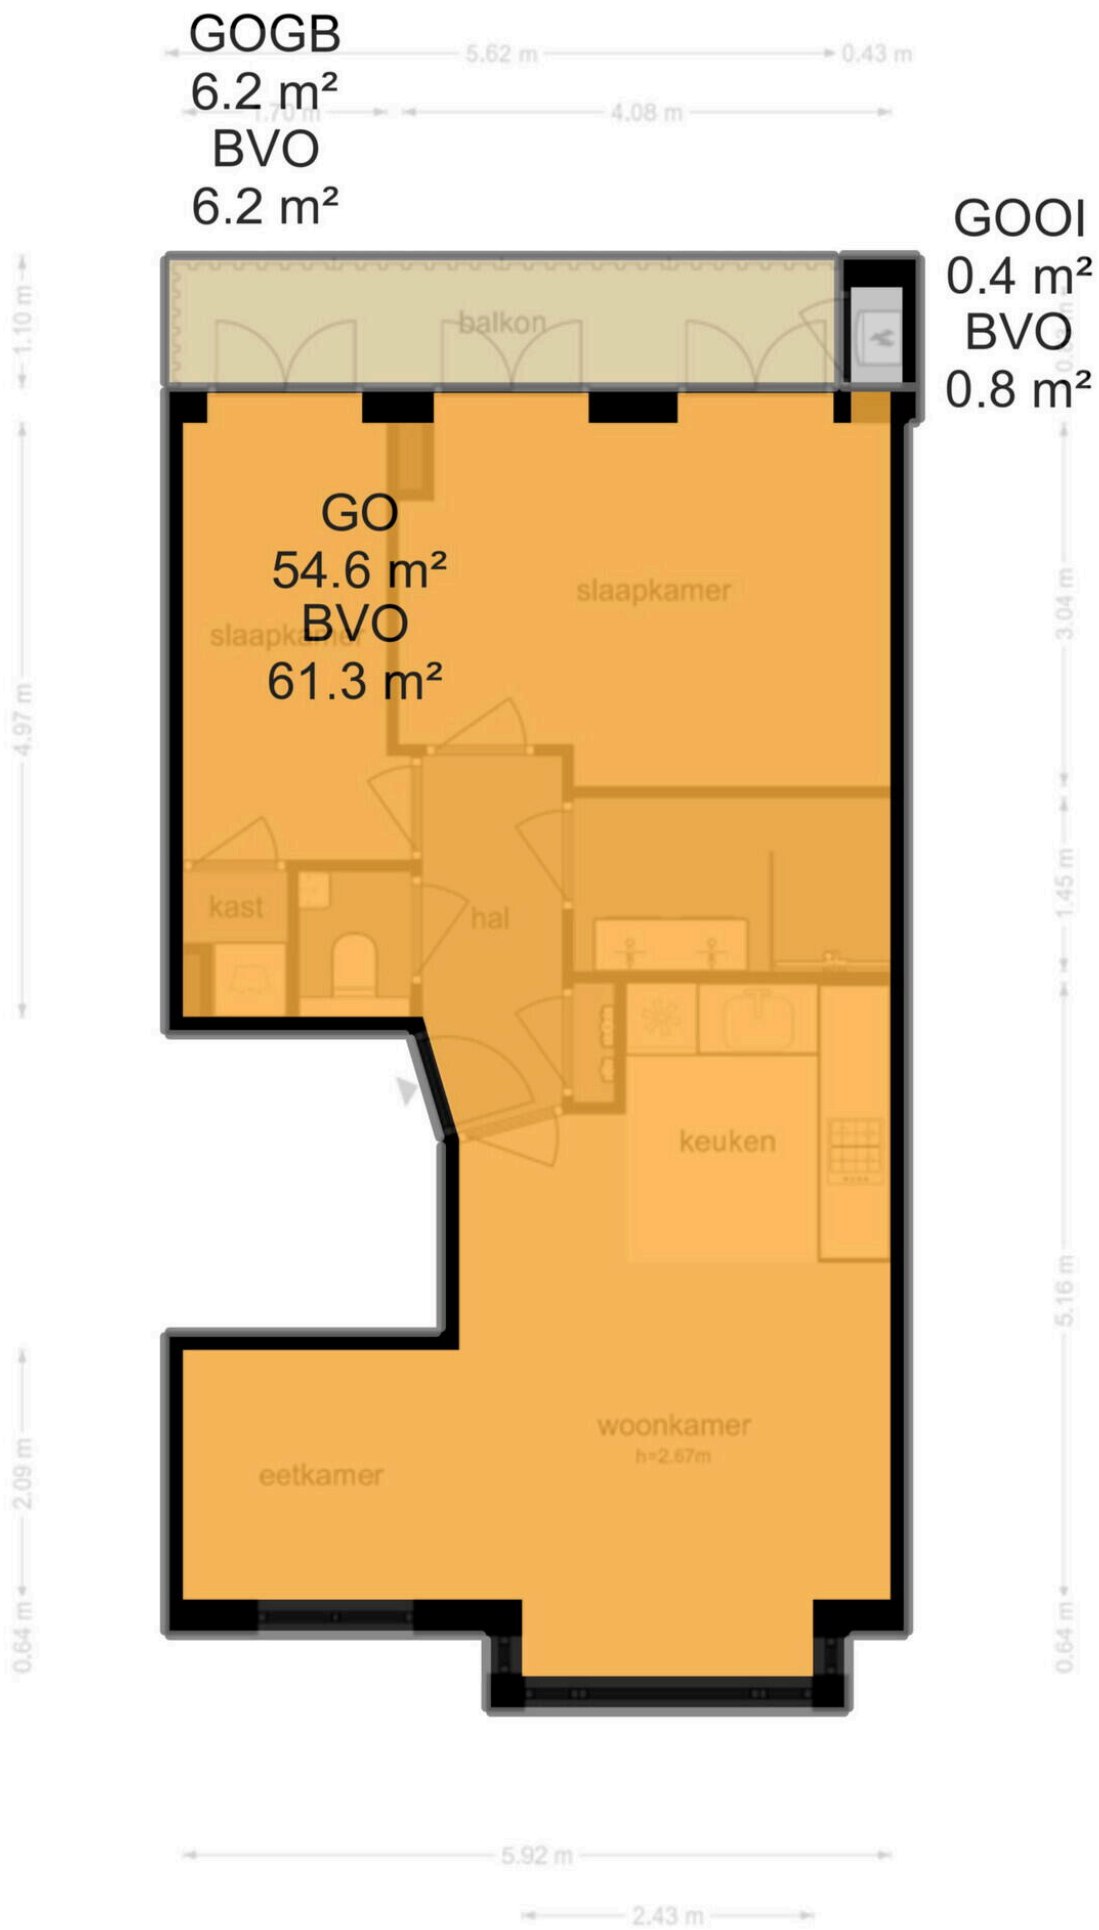 GOGB
5.62 m
0.43 m
6.2 m²
1.70 m
4.08 m
BVO
6.2 m²
GOOI
0.4 m²
BVO
0.8 m²
1.10 m
balkon
GO
54.6 m²
BVO
61.3 m²
slaapkamer
slaapkamer
3.04 m
4.97 m
kast
hal
1.45 m
keuken
5.16 m
woonkamer
h=2.67m
eetkamer
2.09 m
0.64 m
0.64 m
5.92 m
2.43 m